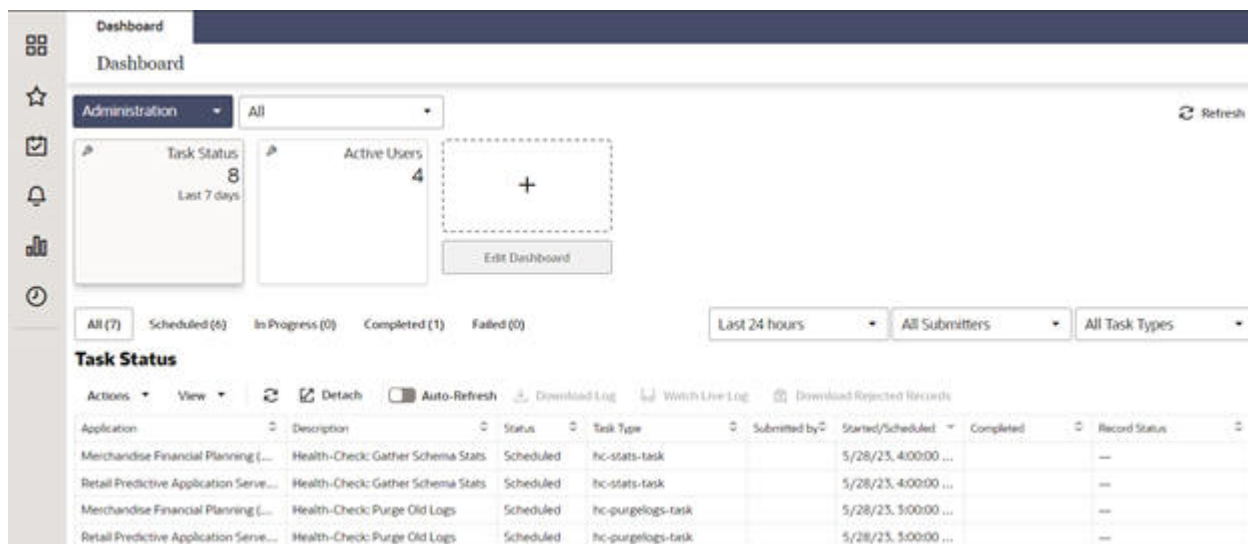 Dashboard
Dashboard
Administration All Refresh
Task Status Active Users
8 4
Last 7 days
+
Edit Dashboard
All (7) Scheduled (6) In Progress (0) Completed (1) Failed (0) Last 24 hours All Submitters All Task Types
Task Status
Actions View Detach Auto-Refresh Download Log Watch Live Log Download Rejected Records
Application Description Status Task Type Submitted by Started/Scheduled Completed Record Status
Merchandise Financial Planning (... Health-Check: Gather Schema Stats Scheduled hc-stats-task 5/28/23, 4:00:00 ... —
Retail Predictive Application Serve... Health-Check: Gather Schema Stats Scheduled hc-stats-task 5/28/23, 4:00:00 ... —
Merchandise Financial Planning (... Health-Check: Purge Old Logs Scheduled hc-purgelogs-task 5/28/23, 3:00:00 ... —
Retail Predictive Application Serve... Health-Check: Purge Old Logs Scheduled hc-purgelogs-task 5/28/23, 3:00:00 ... —